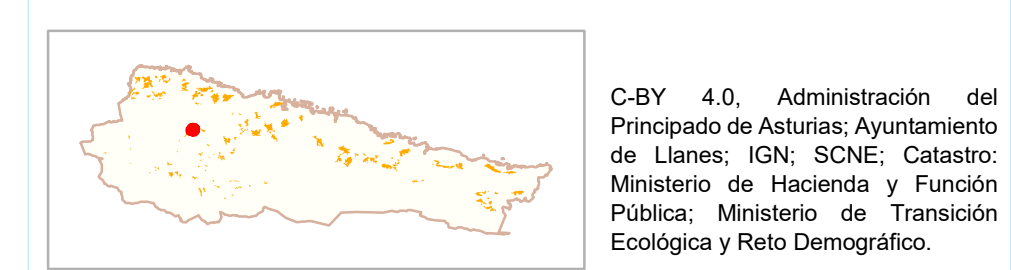 C-BY 4.0, Administración del
Principado de Asturias; Ayuntamiento
de Llanes; IGN; SCNE; Catastro:
Ministerio de Hacienda y Función
Pública; Ministerio de Transición
Ecológica y Reto Demográfico.